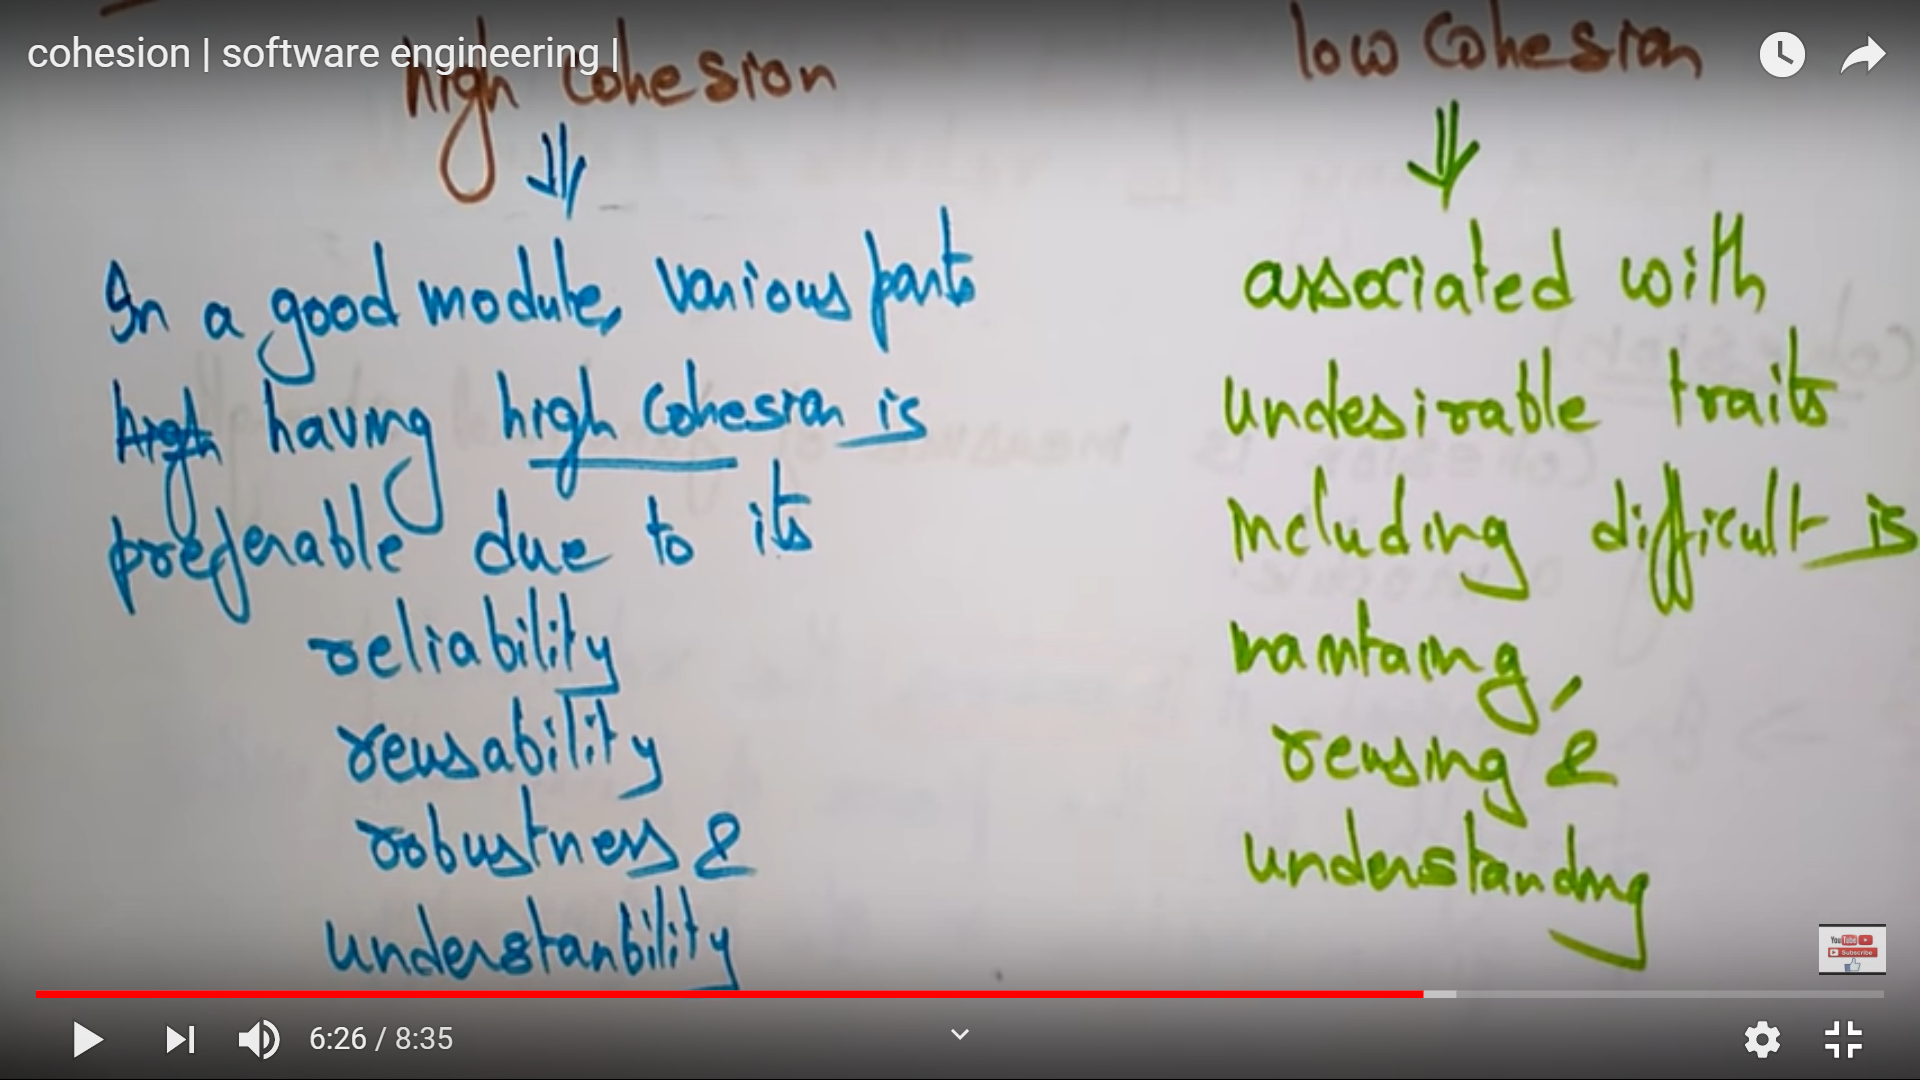 cohesion | software engineering |
high cohesion
low cohesion
In a good module, various parts
high having high cohesion is
preferable due to its
reliability
reusability
robustness &
understanbility
associated with
undesirable traits
including difficult is
mantaing,
reusing &
understanding
YouTube
Subscribe
6:26 / 8:35